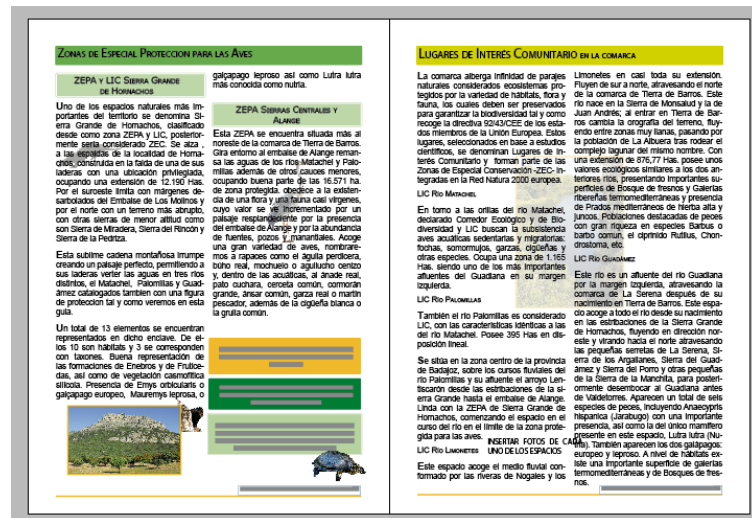 ZONAS DE ESPECIAL PROTECCION PARA LAS AVES
ZEPA Y LIC SIERRA GRANDE
DE HORNACHOS
Uno de los espacios naturales más im-
portantes del territorio se denomina Si-
erra Grande de Hornachos, clasificado
desde como zona ZEPA y LIC, posterior-
mente sería considerado ZEC. Se alza ,
a las espaldas de la localidad de Horna-
chos, construida en la falda de una de sus
laderas con una ubicación privilegiada,
ocupando una extensión de 12.190 Has.
Por el suroeste limita con márgenes de-
sarbolados del Embalse de Los Molinos y
por el norte con un terreno más abrupto,
con otras sierras de menor altitud como
son Sierra de Miradera, Sierra del Rincón y
Sierra de la Pedriza.
Esta sublime cadena montañosa irrumpe
creando un paisaje perfecto, permitiendo a
sus laderas verter las aguas en tres ríos
distintos, el Matachel, Palomillas y Guad-
ámez catalogados tambien con una figura
de proteccion tal y como veremos en esta
guía.
Un total de 13 elementos se encuentran
representados en dicho enclave. De el-
los 10 son hábitats y 3 se corresponden
con taxones. Buena representación de
las formaciones de Enebros y de Frutice-
das, así como de vegetación casmofítica
silícola. Presencia de Emys orbicularis o
galçapago europeo, Mauremys leprosa, o
galçapago leproso así como Lutra lutra
más conocida como nutria.
ZEPA SIERRAS CENTRALES Y
ALANGE
Esta ZEPA se encuentra situada más al
noreste de la comarca de Tierra de Barros.
Gira entorno al embalse de Alange reman-
sa las aguas de los ríos Matachel y Palo-
millas además de otros cauces menores,
ocupando buena parte de las 16.571 ha.
de zona protegida. obedece a la existen-
cia de una flora y una fauna casi vírgenes,
cuyo valor se ve incrementado por un
paisaje resplandeciente por la presencia
del embalse de Alange y por la abundancia
de fuentes, pozos y manantiales. Acoge
una gran variedad de aves, nombrare-
mos a rapaces como el águila perdicera,
búho real, mochuelo o aguilucho cenizo
y, dentro de las acuáticas, al ánade real,
pato cuchara, cerceta común, cormorán
grande, ánsar común, garza real o martín
pescador, además de la cigüeña blanca o
la grulla común.
LUGARES DE INTERÉS COMUNITARIO EN LA COMARCA
La comarca alberga infinidad de parajes
naturales considerados ecosistemas pro-
tegidos por la variedad de hábitats, flora y
fauna, los cuales deben ser preservados
para garantizar la biodiversidad tal y como
recoge la directiva 92/43/CEE de los esta-
dos miembros de la Unión Europea. Estos
lugares, seleccionados en base a estudios
científicos, se denominan Lugares de In-
terés Comunitario y forman parte de las
Zonas de Especial Conservación -ZEC- in-
tegradas en la Red Natura 2000 europea.
LIC RÍO MATACHEL
En torno a las orillas del río Matachel,
declarado Corredor Ecológico y de Bio-
diversidad y LIC buscan la subsistencia
aves acuáticas sedentarias y migratorias:
fochas, somormujos, garzas, cigüeñas y
otras especies. Ocupa una zona de 1.165
Has. siendo uno de los más importantes
afluentes del Guadiana en su margen
izquierda.
LIC RÍO PALOMILLAS
También el río Palomillas es considerado
LIC, con las características idénticas a las
del río Matachel. Posee 395 Has en dis-
posición lineal.
Se sitúa en la zona centro de la provincia
de Badajoz, sobre los cursos fluviales del
río Palomillas y su afluente el arroyo Len-
tiscarón desde las estribaciones de la si-
erra Grande hasta el embalse de Alange.
Linda con la ZEPA de Sierra Grande de
Hornachos, comenzando el espacio en el
curso del río en el límite de la zona prote-
gida para las aves.
INSERTAR FOTOS DE CADA
UNO DE LOS ESPACIOS
LIC RÍO LIMONETES
Este espacio acoge el medio fluvial con-
formado por las riveras de Nogales y los
Limonetes en casi toda su extensión.
Fluyen de sur a norte, atravesando el norte
de la comarca de Tierra de Barros. Este
río nace en la Sierra de Monsalud y la de
Juan Andrés; al entrar en Tierra de Bar-
ros cambia la orografía del terreno, fluy-
endo entre zonas muy llanas, pasando por
la población de La Albuera tras rodear el
complejo lagunar del mismo nombre. Con
una extensión de 876,77 Has. posee unos
valores ecológicos similares a los dos an-
teriores ríos, presentando importantes su-
perficies de Bosque de fresnos y Galerías
ribereñas termomediterráneas y presencia
de Prados mediterráneos de hierba alta y
juncos. Poblaciones destacadas de peces
con gran riqueza en especies Barbus o
barbo comun, el ciprínido Rutilus, Chon-
drostoma, etc.
LIC RÍO GUADÁMEZ
Este río es un afluente del río Guadiana
por la margen izquierda, atravesando la
comarca de La Serena después de su
nacimiento en Tierra de Barros. Este espa-
cio acoge a todo el río desde su nacimiento
en las estribaciones de la Sierra Grande
de Hornachos, fluyendo en dirección nor-
este y virando hacia el norte atravesando
las pequeñas serretas de La Serena, Si-
erra de los Argallanes, Sierra del Guad-
ámez y Sierra del Porro y otras pequeñas
de la Sierra de la Manchita, para posteri-
ormente desembocar al Guadiana antes
de Valdetorres. Aparecen un total de seis
especies de peces, incluyendo Anaecypris
hispanica (Jarabugo) con una importante
presencia, así como la del único mamífero
presente en este espacio, Lutra lutra (Nu-
tria). También aparecen los dos galápagos:
europeo y leproso. A nivel de hábitats ex-
iste una importante superficie de galerías
termomediterráneas y de Bosques de fres-
nos.